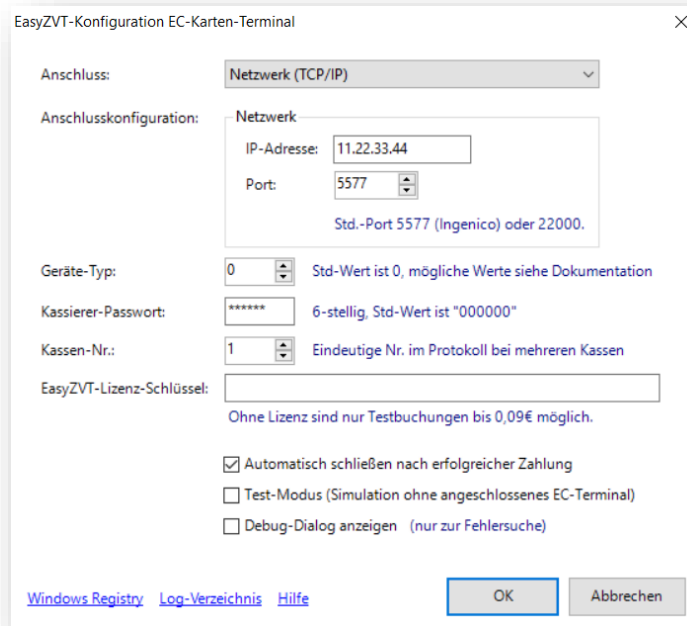 EasyZVT-Konfiguration EC-Karten-Terminal
Anschluss: Netzwerk (TCP/IP)
Anschlusskonfiguration: Netzwerk
IP-Adresse: 11.22.33.44
Port: 5577
Std.-Port 5577 (Ingenico) oder 22000.
Geräte-Typ: 0 Std-Wert ist 0, mögliche Werte siehe Dokumentation
Kassierer-Passwort: ****** 6-stellig, Std-Wert ist "000000"
Kassen-Nr.: 1 Eindeutige Nr. im Protokoll bei mehreren Kassen
EasyZVT-Lizenz-Schlüssel:
Ohne Lizenz sind nur Testbuchungen bis 0,09€ möglich.
Automatisch schließen nach erfolgreicher Zahlung
Test-Modus (Simulation ohne angeschlossenes EC-Terminal)
Debug-Dialog anzeigen (nur zur Fehlersuche)
Windows Registry Log-Verzeichnis Hilfe OK Abbrechen